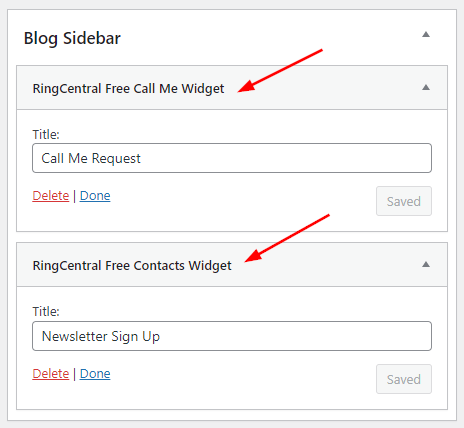 Blog Sidebar
RingCentral Free Call Me Widget
Title:
Call Me Request
Delete | Done
Saved
RingCentral Free Contacts Widget
Title:
Newsletter Sign Up
Delete | Done
Saved